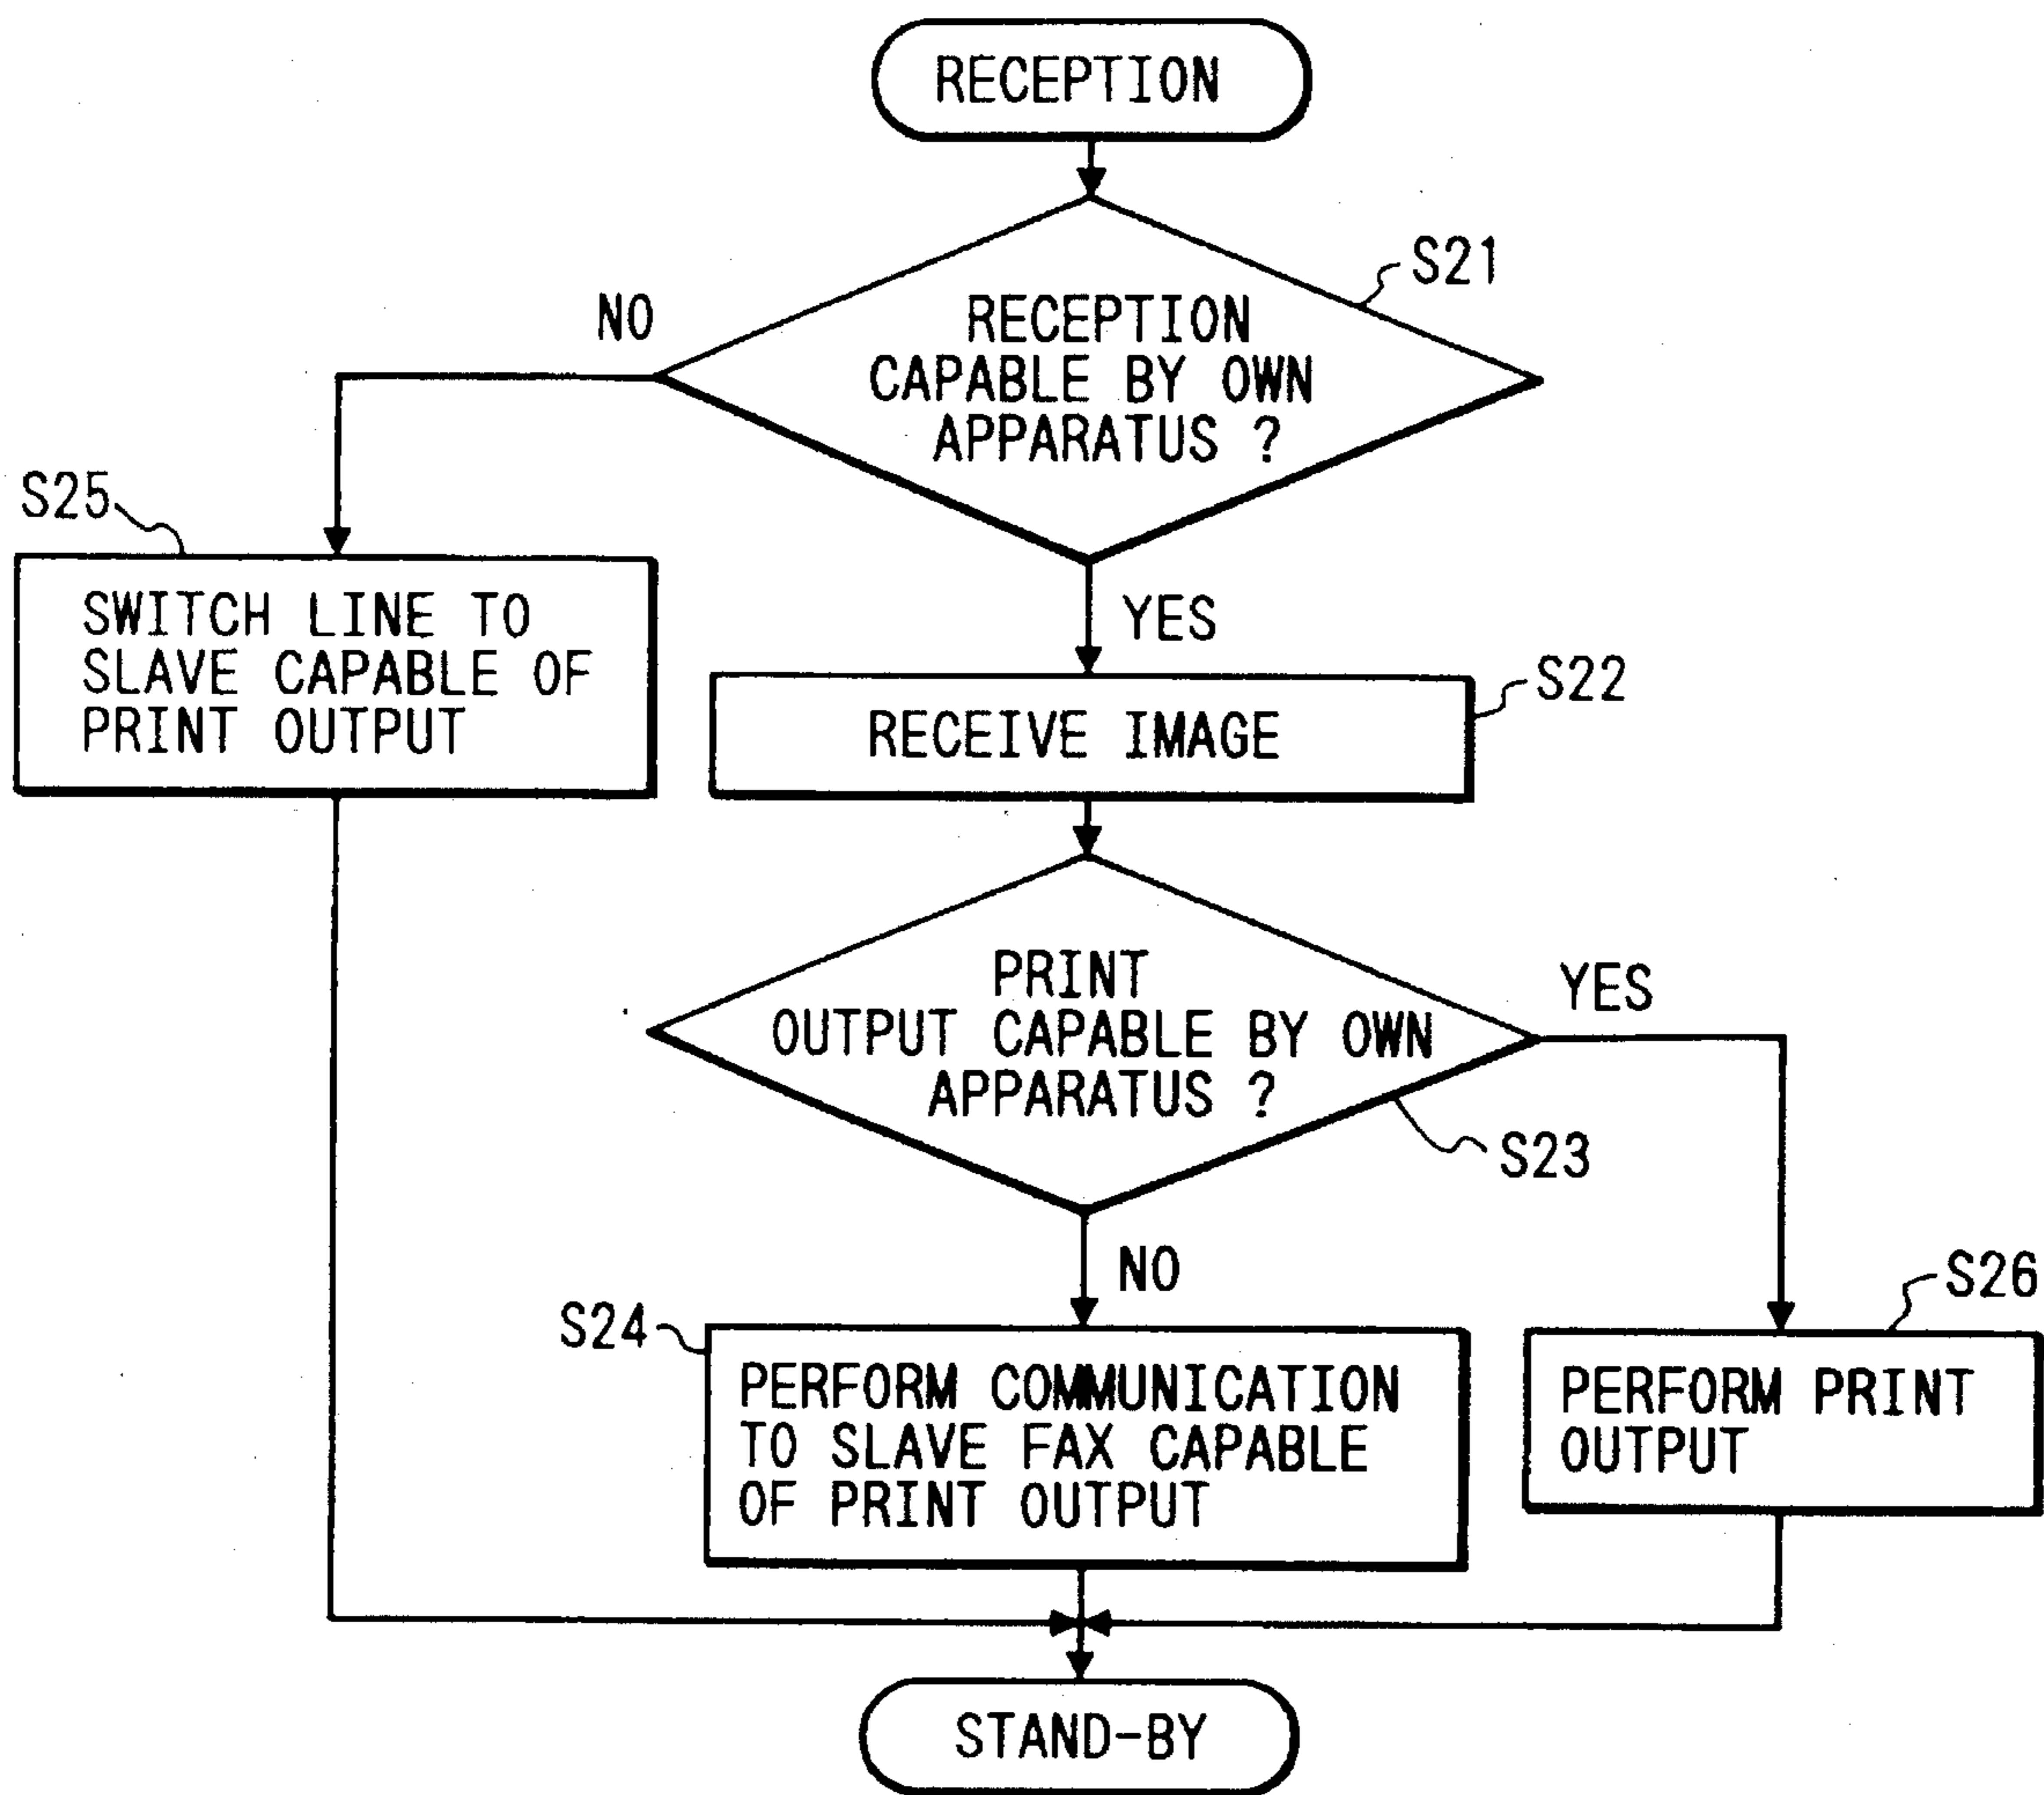 RECEPTION
S21
NO
RECEPTION
CAPABLE BY OWN
APPARATUS ?
S25
SWITCH LINE TO
SLAVE CAPABLE OF
PRINT OUTPUT
YES
S22
RECEIVE IMAGE
PRINT
OUTPUT CAPABLE BY OWN
APPARATUS ?
YES
S23
NO
S24
PERFORM COMMUNICATION
TO SLAVE FAX CAPABLE
OF PRINT OUTPUT
S26
PERFORM PRINT
OUTPUT
STAND-BY